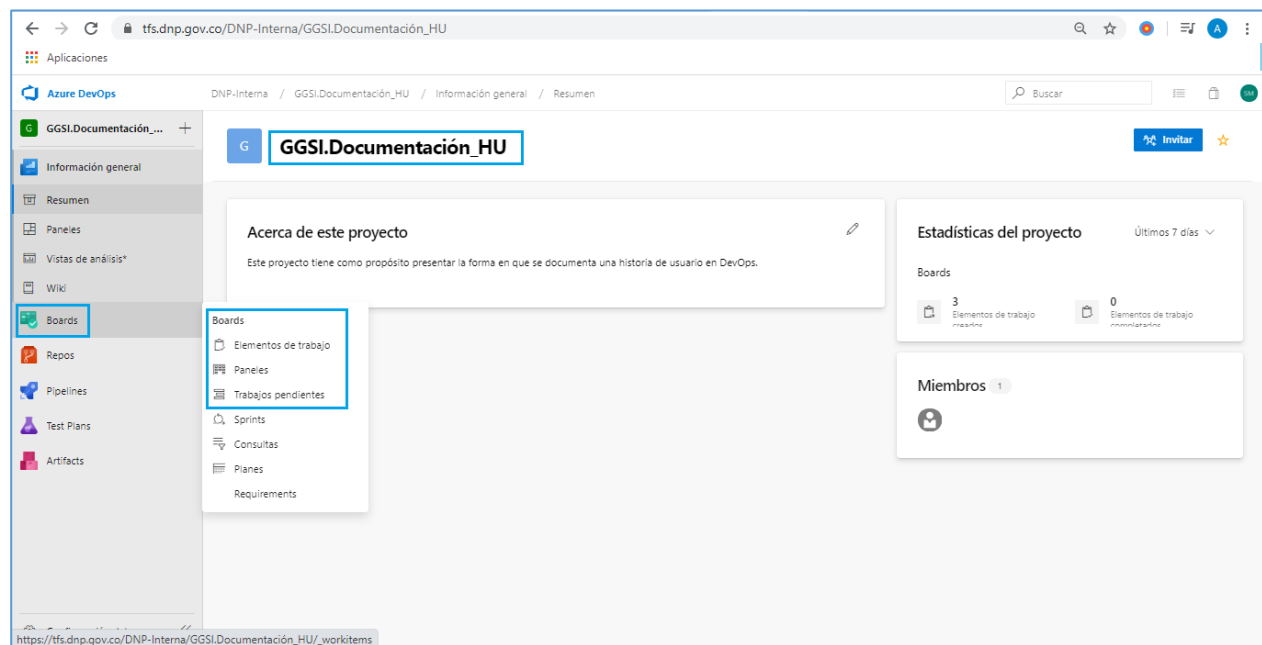 tfs.dnp.gov.co/DNP-Interna/GGSI.Documentación_HU
A
Aplicaciones
Azure DevOps
DNP-Interna / GGSI.Documentación_HU / Información general / Resumen
Buscar
SM
G GGSI.Documentación_... +
G GGSI.Documentación_HU
Invitar
Información general
Resumen
Paneles
Vistas de análisis*
Wiki
Boards
Repos
Pipelines
Test Plans
Artifacts
Acerca de este proyecto
Este proyecto tiene como propósito presentar la forma en que se documenta una historia de usuario en DevOps.
Boards
Elementos de trabajo
Paneles
Trabajos pendientes
Sprints
Consultas
Planes
Requirements
Estadísticas del proyecto
Últimos 7 días
Boards
3
Elementos de trabajo
creados
0
Elementos de trabajo
completados
Miembros 1
https://tfs.dnp.gov.co/DNP-Interna/GGSI.Documentación_HU/_workitems